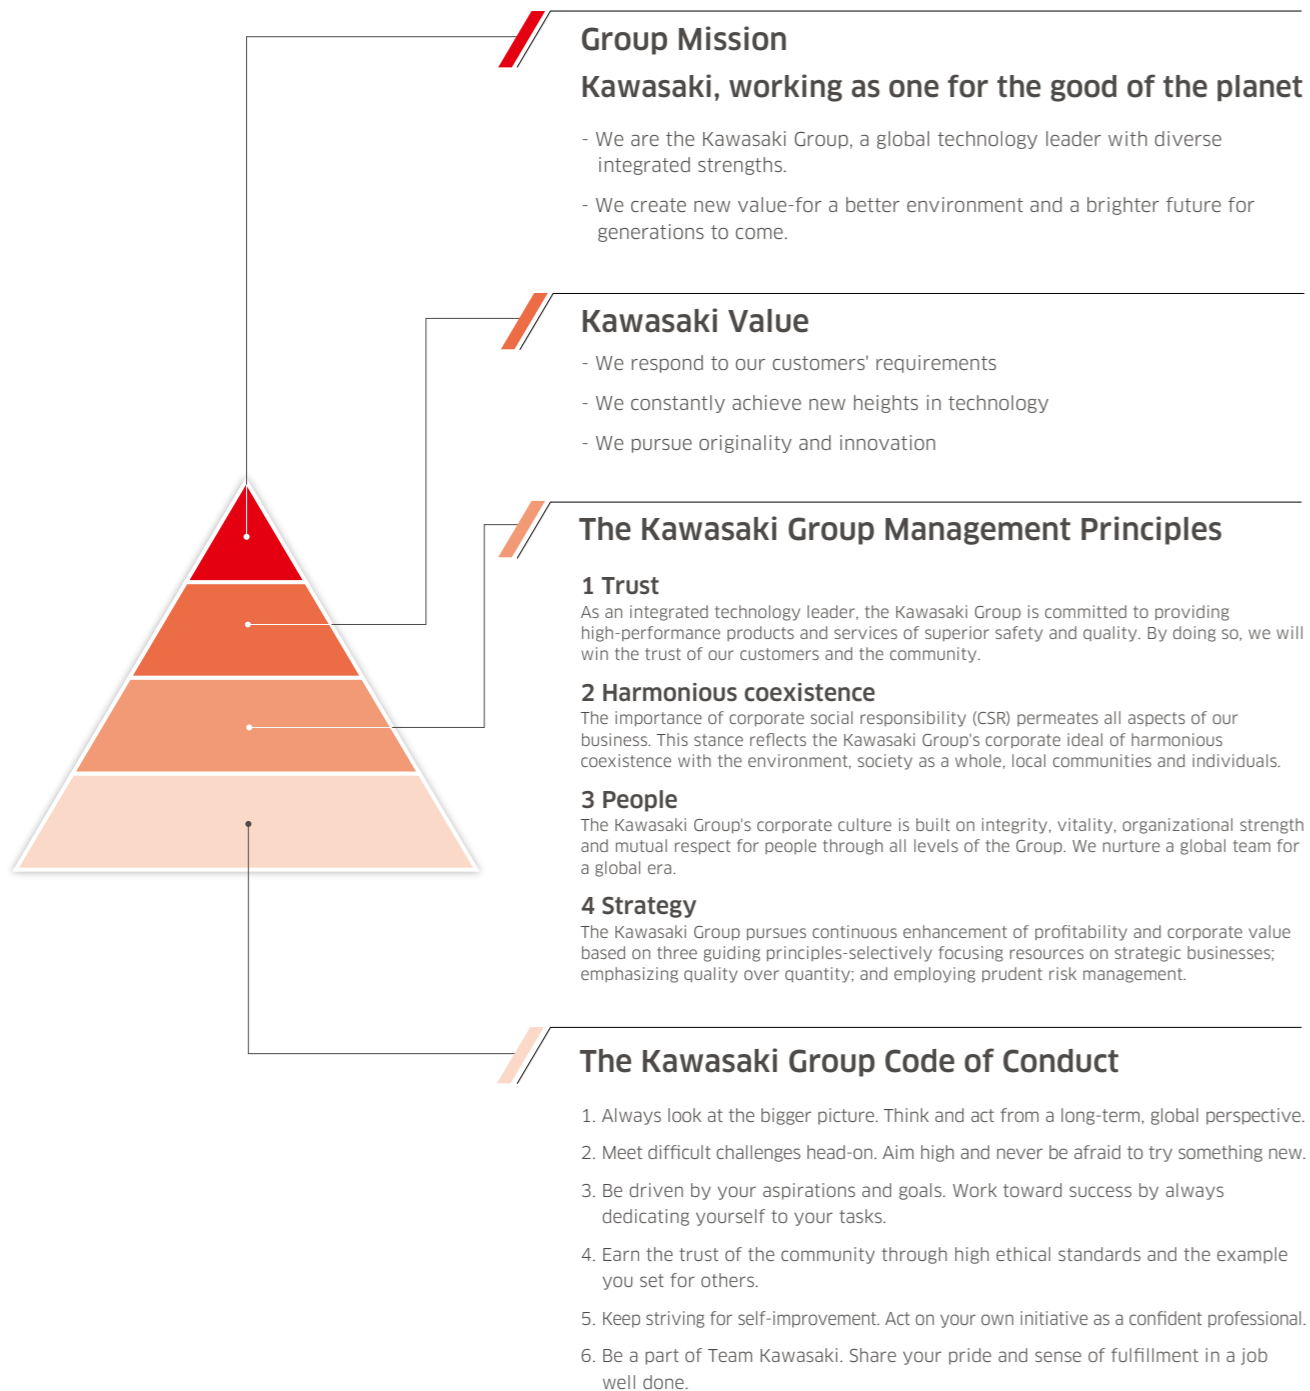 Group Mission
Kawasaki, working as one for the good of the planet
- We are the Kawasaki Group, a global technology leader with diverse
integrated strengths.
- We create new value-for a better environment and a brighter future for
generations to come.
Kawasaki Value
- We respond to our customers' requirements
- We constantly achieve new heights in technology
- We pursue originality and innovation
The Kawasaki Group Management Principles
1 Trust
As an integrated technology leader, the Kawasaki Group is committed to providing
high-performance products and services of superior safety and quality. By doing so, we will
win the trust of our customers and the community.
2 Harmonious coexistence
The importance of corporate social responsibility (CSR) permeates all aspects of our
business. This stance reflects the Kawasaki Group's corporate ideal of harmonious
coexistence with the environment, society as a whole, local communities and individuals.
3 People
The Kawasaki Group's corporate culture is built on integrity, vitality, organizational strength
and mutual respect for people through all levels of the Group. We nurture a global team for
a global era.
4 Strategy
The Kawasaki Group pursues continuous enhancement of profitability and corporate value
based on three guiding principles-selectively focusing resources on strategic businesses;
emphasizing quality over quantity; and employing prudent risk management.
The Kawasaki Group Code of Conduct
1. Always look at the bigger picture. Think and act from a long-term, global perspective.
2. Meet difficult challenges head-on. Aim high and never be afraid to try something new.
3. Be driven by your aspirations and goals. Work toward success by always
dedicating yourself to your tasks.
4. Earn the trust of the community through high ethical standards and the example
you set for others.
5. Keep striving for self-improvement. Act on your own initiative as a confident professional.
6. Be a part of Team Kawasaki. Share your pride and sense of fulfillment in a job
well done.